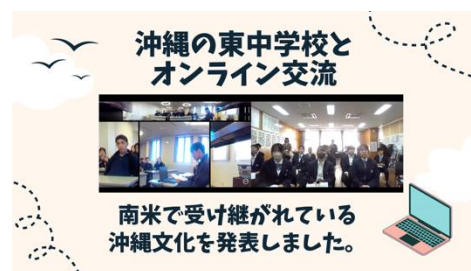 沖縄の東中学校と
オンライン交流
南米で受け継がれている
沖縄文化を発表しました。